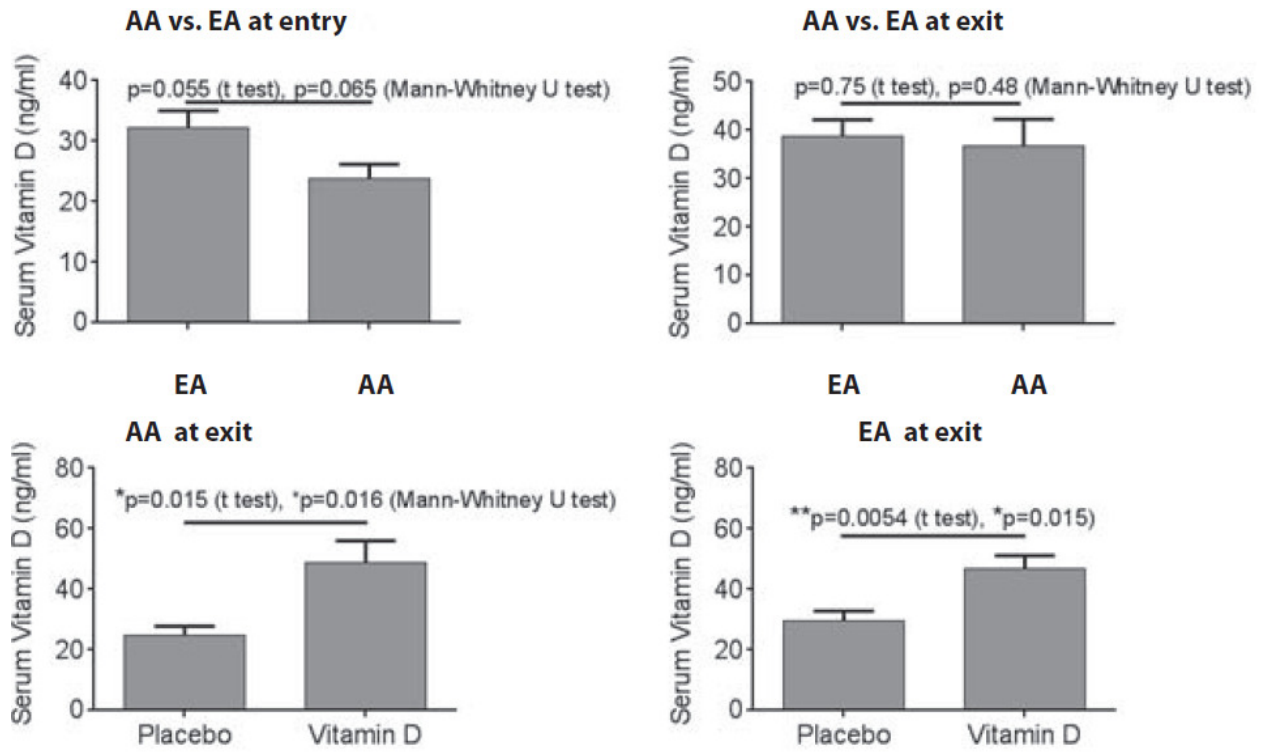 AA vs. EA at entry
Serum Vitamin D (ng/ml)
40
30
20
10
0
p=0.055 (t test), p=0.065 (Mann-Whitney U test)
EA AA
AA vs. EA at exit
Serum Vitamin D (ng/ml)
50
40
30
20
10
0
p=0.75 (t test), p=0.48 (Mann-Whitney U test)
EA AA
AA at exit
Serum Vitamin D (ng/ml)
80
60
40
20
0
*p=0.015 (t test), *p=0.016 (Mann-Whitney U test)
Placebo Vitamin D
EA at exit
Serum Vitamin D (ng/ml)
80
60
40
20
0
**p=0.0054 (t test), *p=0.015)
Placebo Vitamin D